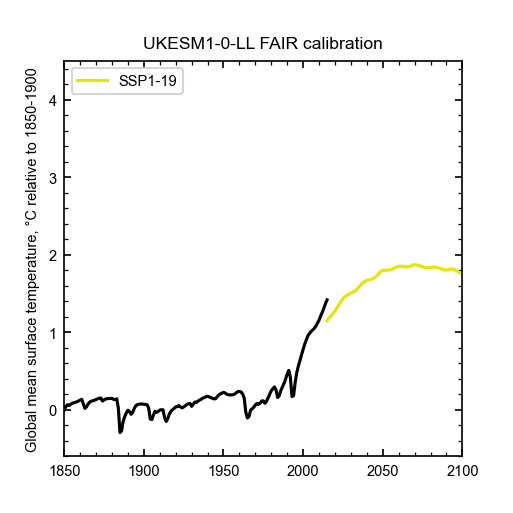 UKESM1-0-LL FAIR calibration
SSP1-19
Global mean surface temperature, °C relative to 1850-1900
4
3
2
1
0
1850 1900 1950 2000 2050 2100